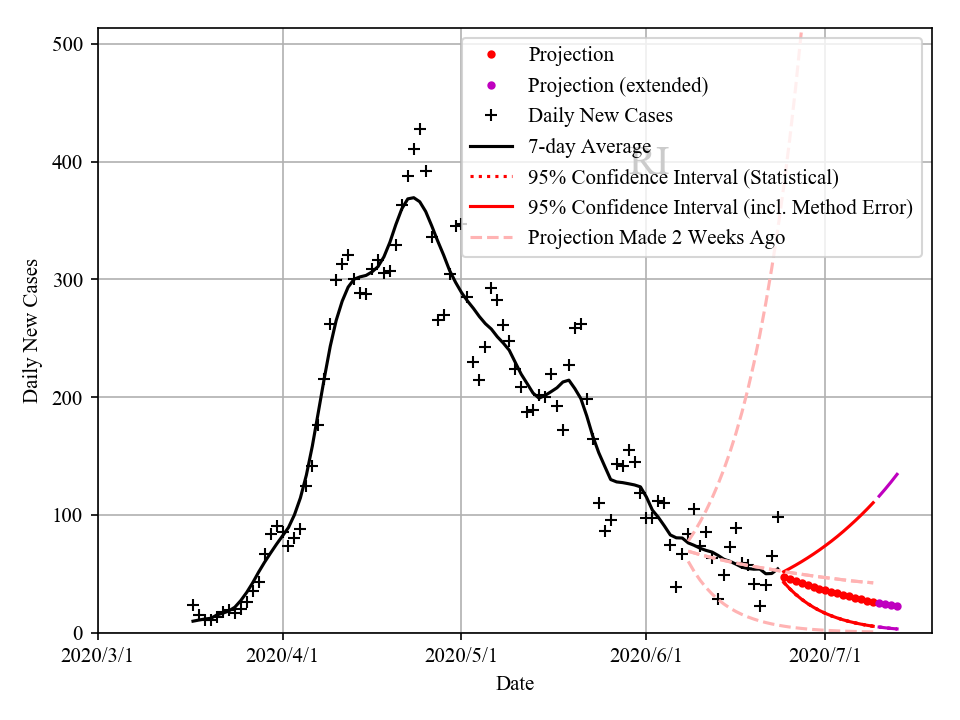 500
400
300
200
100
0
Daily New Cases
RI
Projection
Projection (extended)
Daily New Cases
7-day Average
95% Confidence Interval (Statistical)
95% Confidence Interval (incl. Method Error)
Projection Made 2 Weeks Ago
2020/3/1 2020/4/1 2020/5/1 2020/6/1 2020/7/1
Date